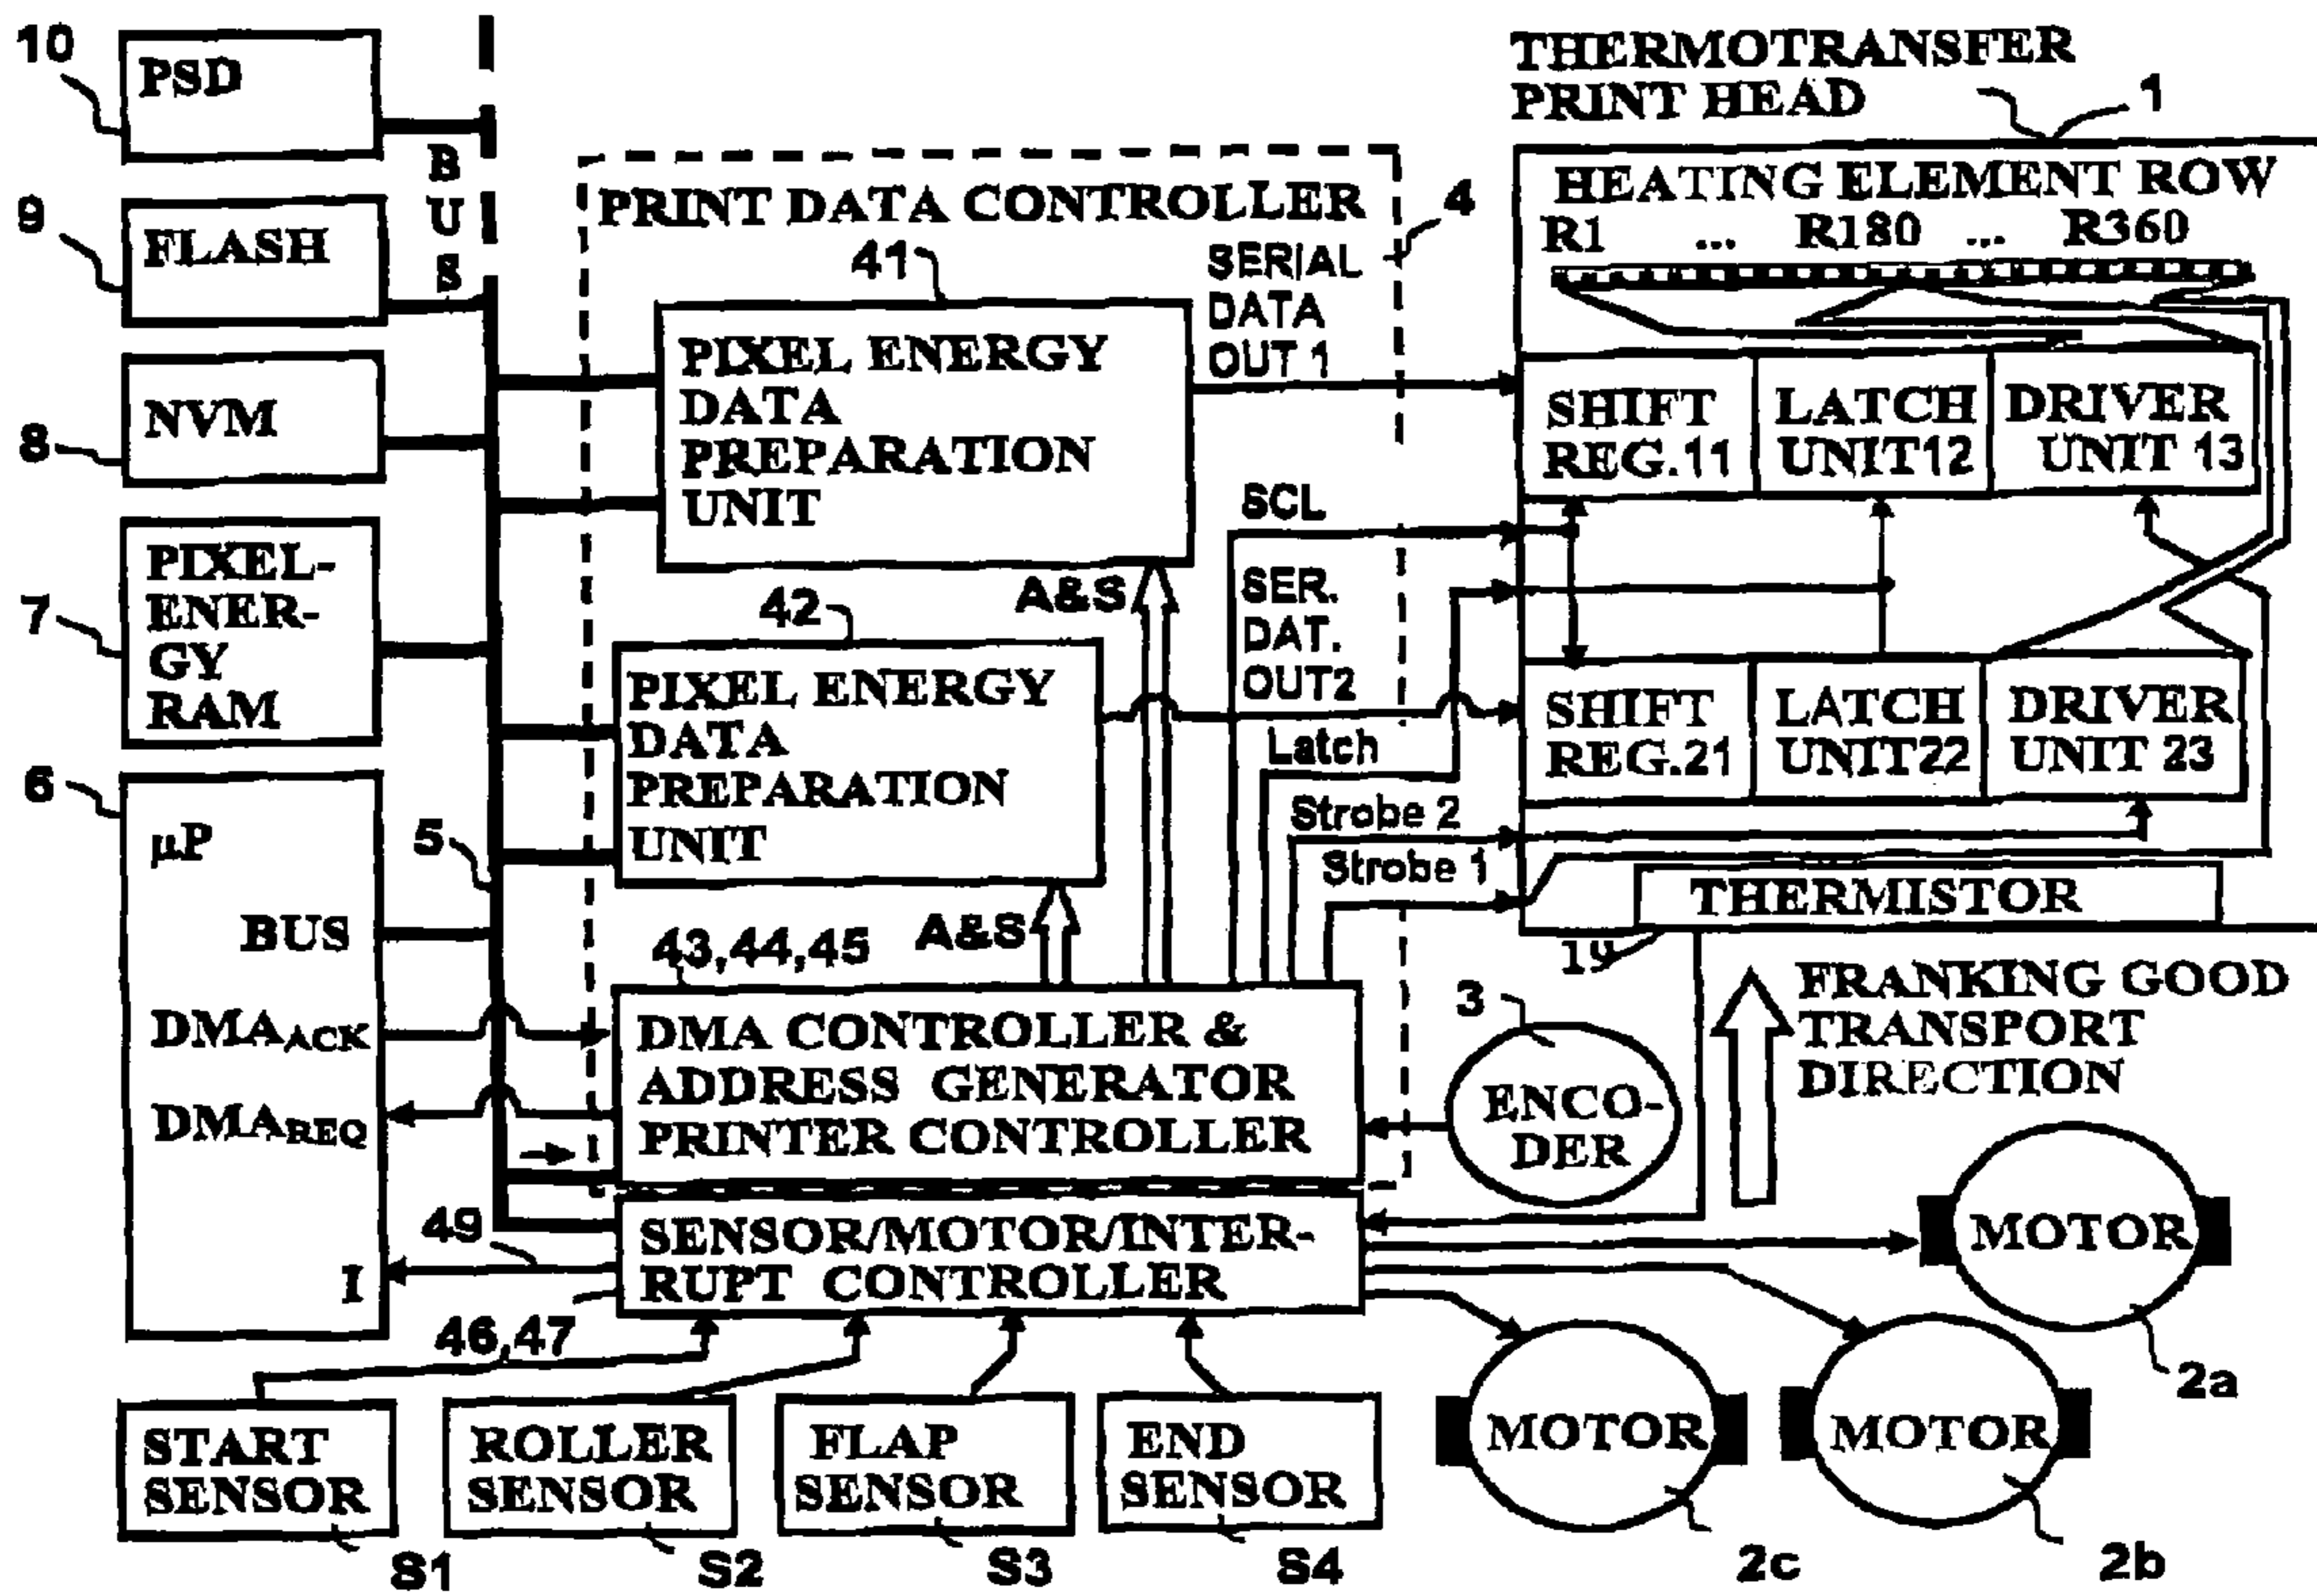 10
PSD
BUS
9
FLASH
8
NVM
7
PIXEL-
ENER-
GY
RAM
6
µP
BUS
DMAACK
DMAREQ
I
5
49
46,47
PRINT DATA CONTROLLER
4
41
PIXEL ENERGY
DATA
PREPARATION
UNIT
SERIAL
DATA
OUT 1
42
A&S
PIXEL ENERGY
DATA
PREPARATION
UNIT
SCL
SER.
DAT.
OUT2
Latch
Strobe 2
Strobe 1
43,44,45
A&S
DMA CONTROLLER &
ADDRESS GENERATOR
PRINTER CONTROLLER
SENSOR/MOTOR/INTER-
RUPT CONTROLLER
THERMOTRANSFER
PRINT HEAD
1
HEATING ELEMENT ROW
R1 ... R180 ... R360
SHIFT
REG.11
LATCH
UNIT12
DRIVER
UNIT 13
SHIFT
REG.21
LATCH
UNIT22
DRIVER
UNIT 23
THERMISTOR
19
FRANKING GOOD
TRANSPORT
DIRECTION
3
ENCO-
DER
MOTOR
2a
MOTOR
2c
MOTOR
2b
START
SENSOR
S1
ROLLER
SENSOR
S2
FLAP
SENSOR
S3
END
SENSOR
S4